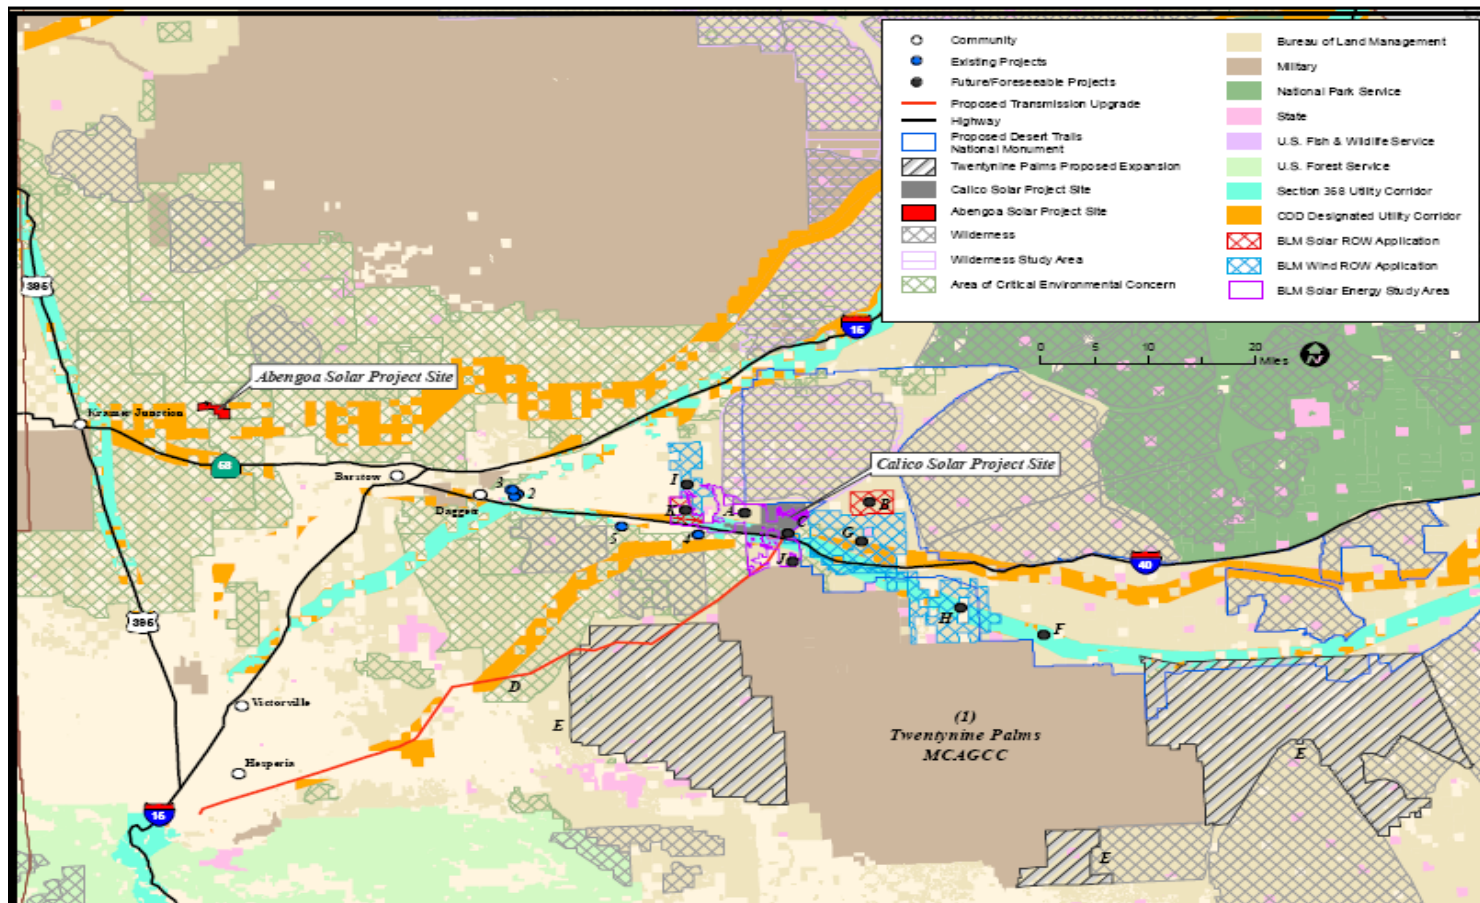 Community
Existing Projects
Future/Foreseeable Projects
Proposed Transmission Upgrade
Highway
Proposed Desert Trails
National Monument
Twentynine Palms Proposed Expansion
Calico Solar Project Site
Abengoa Solar Project Site
Wilderness
Wilderness Study Area
Area of Critical Environmental Concern
Bureau of Land Management
Military
National Park Service
State
U.S. Fish & Wildlife Service
U.S. Forest Service
Section 368 Utility Corridor
CDD Designated Utility Corridor
BLM Solar ROW Application
BLM Wind ROW Application
BLM Solar Energy Study Area
395
15
0 5 10 20
Miles
N
Abengoa Solar Project Site
Kramer Junction
58
Barstow
Daggett
3
2
I
K
A
Calico Solar Project Site
B
C
G
5
4
J
40
395
H
F
D
E
Victorville
(1)
Twentynine Palms
MCAGCC
E
Hesperia
15
E